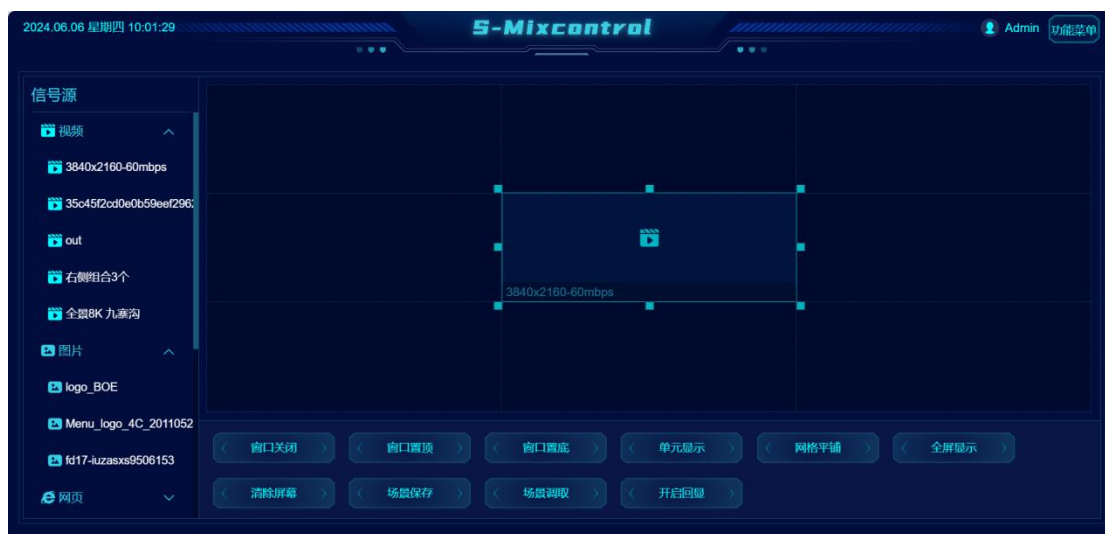 2024.06.06 星期四 10:01:29
S-Mixcontrol
Admin
功能菜单
信号源
视频
3840x2160-60mbps
35c45f2cd0e0b59eef296
out
右侧组合3个
全景8K 九寨沟
图片
logo_BOE
Menu_logo_4C_2011052
fd17-iuzasxs9506153
网页
3840x2160-60mbps
窗口关闭
窗口置顶
窗口置底
单元显示
网格平铺
全屏显示
清除屏幕
场景保存
场景调取
开启回显